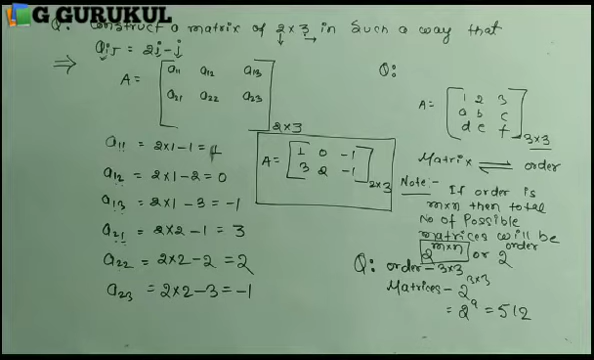 G GURUKUL
Q: Construct a matrix of 2×3 in such a way that
aij = 2i-j
⇒ A = [a11 a12 a13
a21 a22 a23] 2×3
a11 = 2×1-1 = 1
a12 = 2×1-2 = 0
a13 = 2×1-3 = -1
a21 = 2×2-1 = 3
a22 = 2×2-2 = 2
a23 = 2×2-3 = -1
A = [1 0 -1
3 2 -1] 2×3
Q:
A = [1 2 3
a b c
d e f] 3×3
Matrix ⇌ order
Note:- If order is
m×n then total
No of Possible
matrices will be
2^m×n or 2^order
Q: order - 3×3
Matrices - 2^3×3
= 2^9 = 512